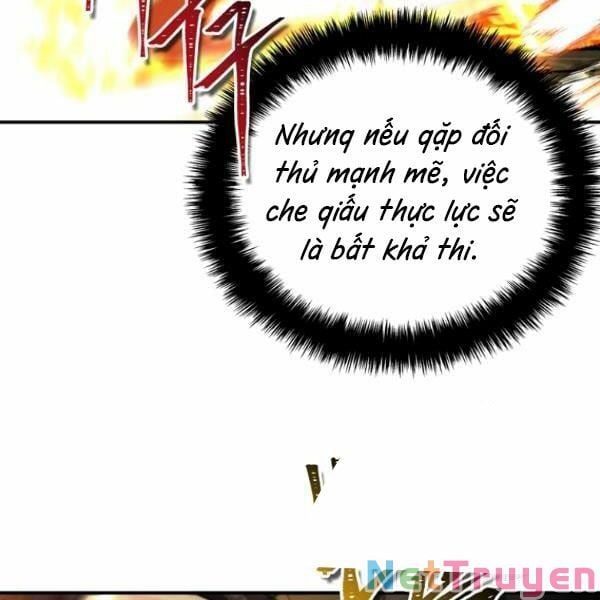 Nhưng nếu gặp đối
thủ mạnh mẽ, việc
che giấu thực lực sẽ
là bất khả thi.
NetTruyen